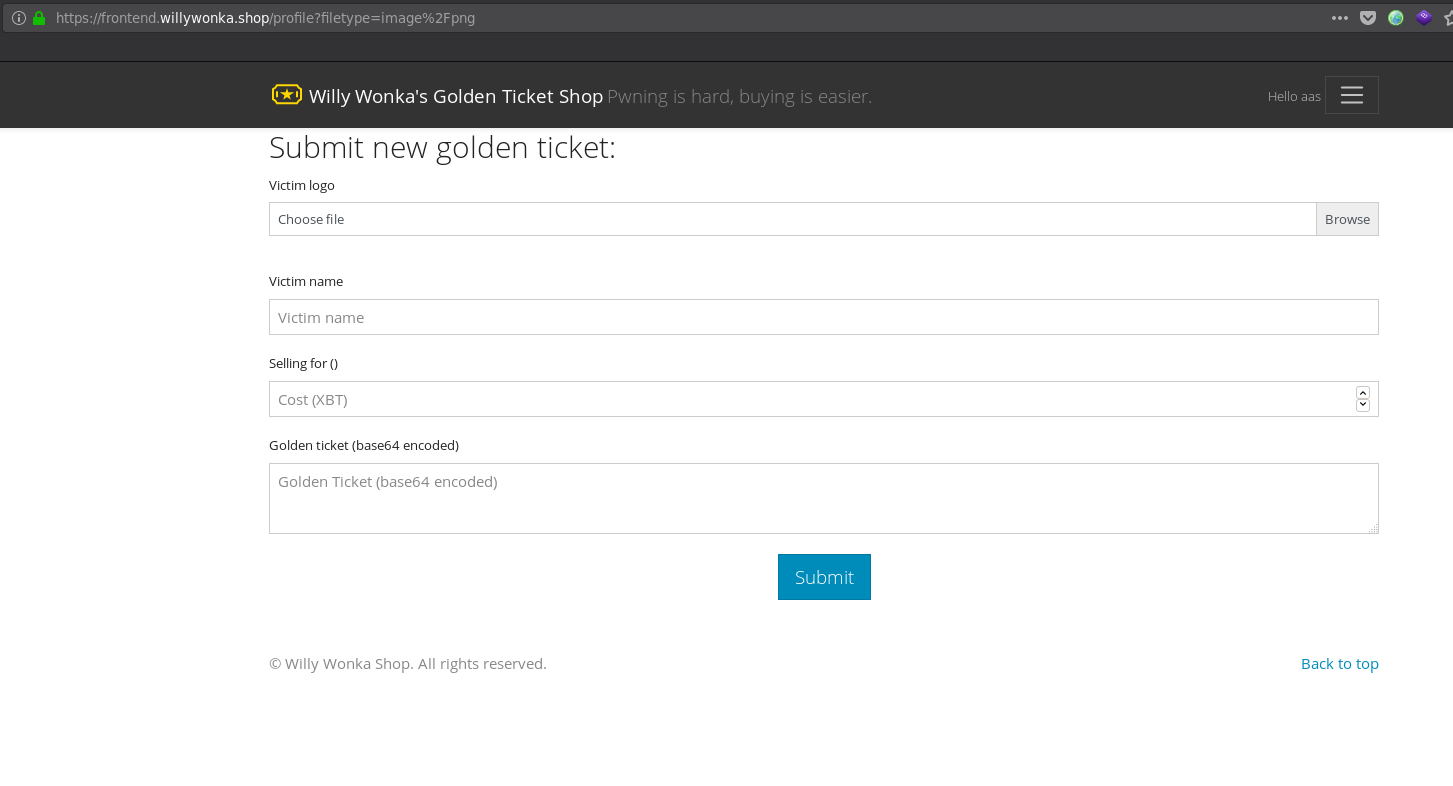 https://frontend.willywonka.shop/profile?filetype=image%2Fpng
Willy Wonka's Golden Ticket Shop Pwning is hard, buying is easier.
Hello aas
Submit new golden ticket:
Victim logo
Choose file
Browse
Victim name
Victim name
Selling for ()
Cost (XBT)
Golden ticket (base64 encoded)
Golden Ticket (base64 encoded)
Submit
© Willy Wonka Shop. All rights reserved.
Back to top